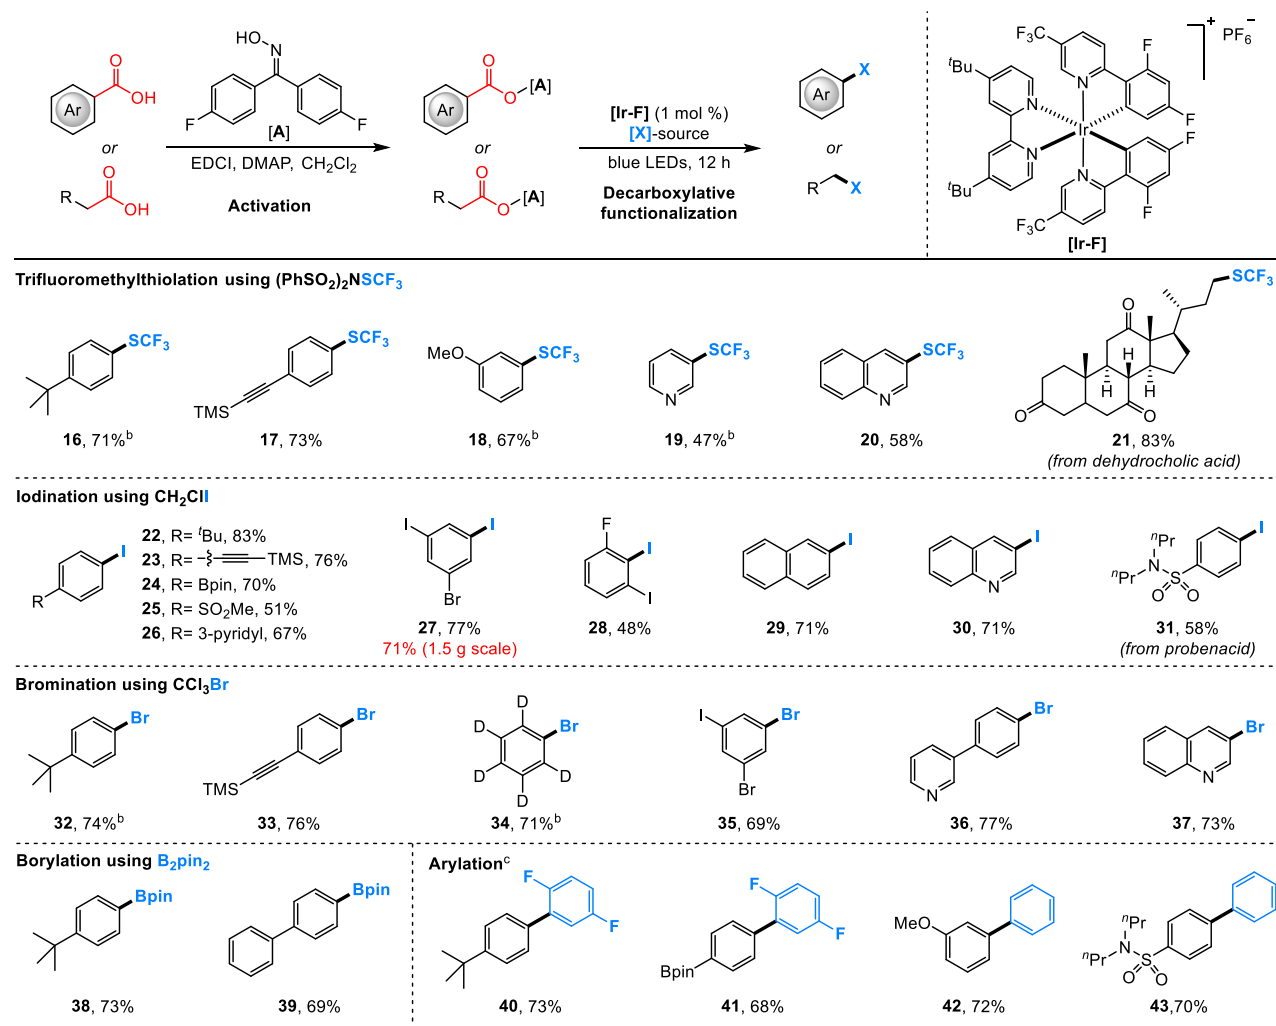 HO
N
F
F
[A]
Ar
O
OH
or
R
O
OH
EDCI, DMAP, CH2Cl2
Activation
Ar
O
O
[A]
or
R
O
O
[A]
[Ir-F] (1 mol %)
[X]-source
blue LEDs, 12 h
Decarboxylative
functionalization
Ar
X
or
R
X
F3C
F
+
PF6−
tBu
N
N
F
Ir
N
F
N
tBu
F3C
F
[Ir-F]
Trifluoromethylthiolation using (PhSO2)2NSCF3
SCF3
16, 71%b
SCF3
TMS
17, 73%
MeO
SCF3
18, 67%b
SCF3
N
19, 47%b
SCF3
N
20, 58%
SCF3
O
H
H
H
O
O
21, 83%
(from dehydrocholic acid)
Iodination using CH2ClI
I
R
22, R= tBu, 83%
23, R= TMS, 76%
24, R= Bpin, 70%
25, R= SO2Me, 51%
26, R= 3-pyridyl, 67%
I
I
Br
27, 77%
71% (1.5 g scale)
F
I
I
28, 48%
I
29, 71%
I
N
30, 71%
I
nPr
N
nPr
S
O
O
31, 58%
(from probenacid)
Bromination using CCl3Br
Br
32, 74%b
Br
TMS
33, 76%
D
D
Br
D
D
D
34, 71%b
I
Br
Br
35, 69%
Br
N
36, 77%
Br
N
37, 73%
Borylation using B2pin2
Bpin
38, 73%
Bpin
39, 69%
Arylationc
F
F
40, 73%
F
F
Bpin
41, 68%
MeO
42, 72%
nPr
N
nPr
S
O
O
43,70%